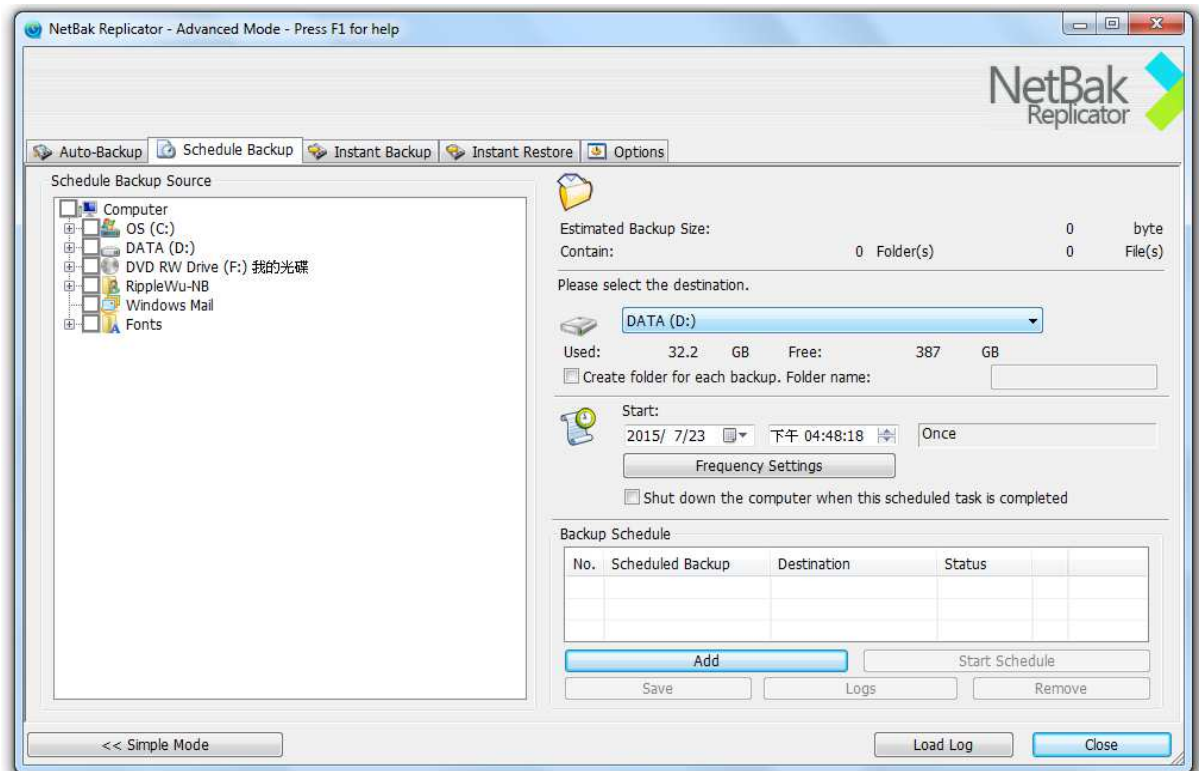 NetBak Replicator - Advanced Mode - Press F1 for help
NetBak
Replicator
Auto-Backup Schedule Backup Instant Backup Instant Restore Options
Schedule Backup Source
Computer
OS (C:)
DATA (D:)
DVD RW Drive (F:) 我的光碟
RippleWu-NB
Windows Mail
Fonts
Estimated Backup Size: 0 byte
Contain: 0 Folder(s) 0 File(s)
Please select the destination.
DATA (D:)
Used: 32.2 GB Free: 387 GB
Create folder for each backup. Folder name:
Start:
2015/ 7/23 下午 04:48:18 Once
Frequency Settings
Shut down the computer when this scheduled task is completed
Backup Schedule
No. Scheduled Backup Destination Status
Add Start Schedule
Save Logs Remove
<< Simple Mode Load Log Close